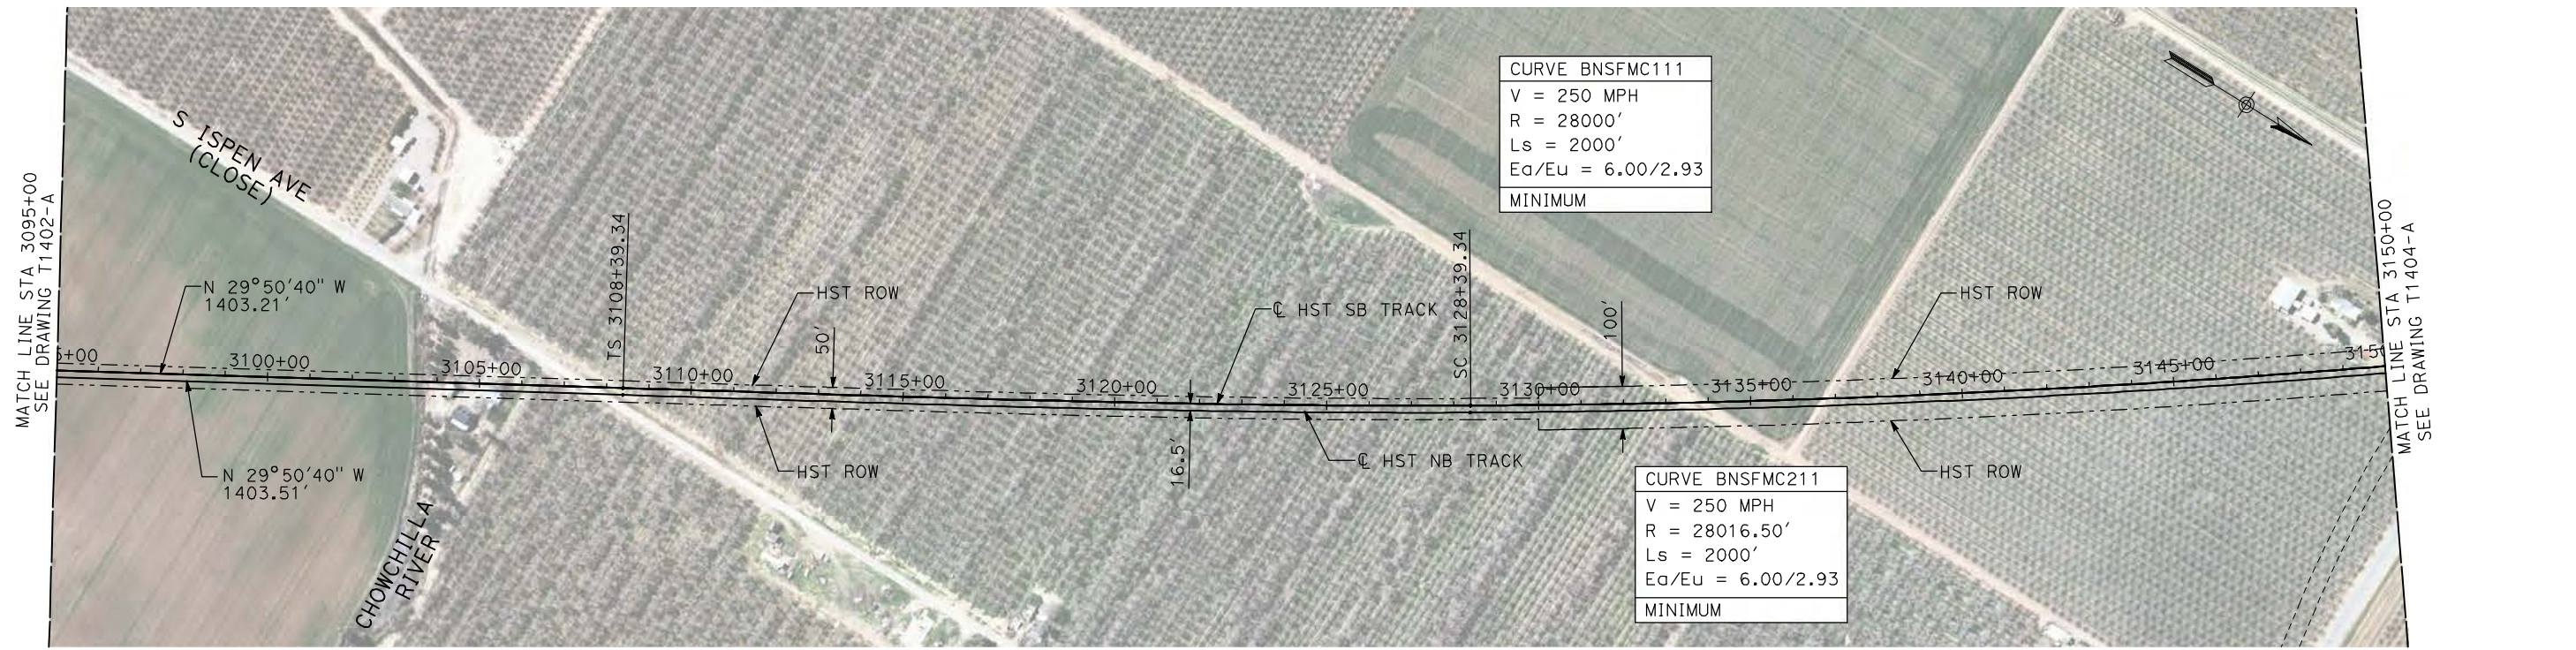 MATCH LINE STA 3095+00
SEE DRAWING T1402-A
S ISPEN AVE
(CLOSE)
N 29°50'40" W
1403.21'
N 29°50'40" W
1403.51'
CHOWCHILLA
RIVER
5+00
3100+00
3105+00
3110+00
3115+00
3120+00
3125+00
3130+00
3135+00
3140+00
3145+00
3150
TS 3108+39.34
HST ROW
50'
HST ROW
℄ HST SB TRACK
16.5'
℄ HST NB TRACK
SC 3128+39.34
100'
HST ROW
HST ROW
CURVE BNSFMC111
V = 250 MPH
R = 28000'
Ls = 2000'
Ea/Eu = 6.00/2.93
MINIMUM
CURVE BNSFMC211
V = 250 MPH
R = 28016.50'
Ls = 2000'
Ea/Eu = 6.00/2.93
MINIMUM
MATCH LINE STA 3150+00
SEE DRAWING T1404-A